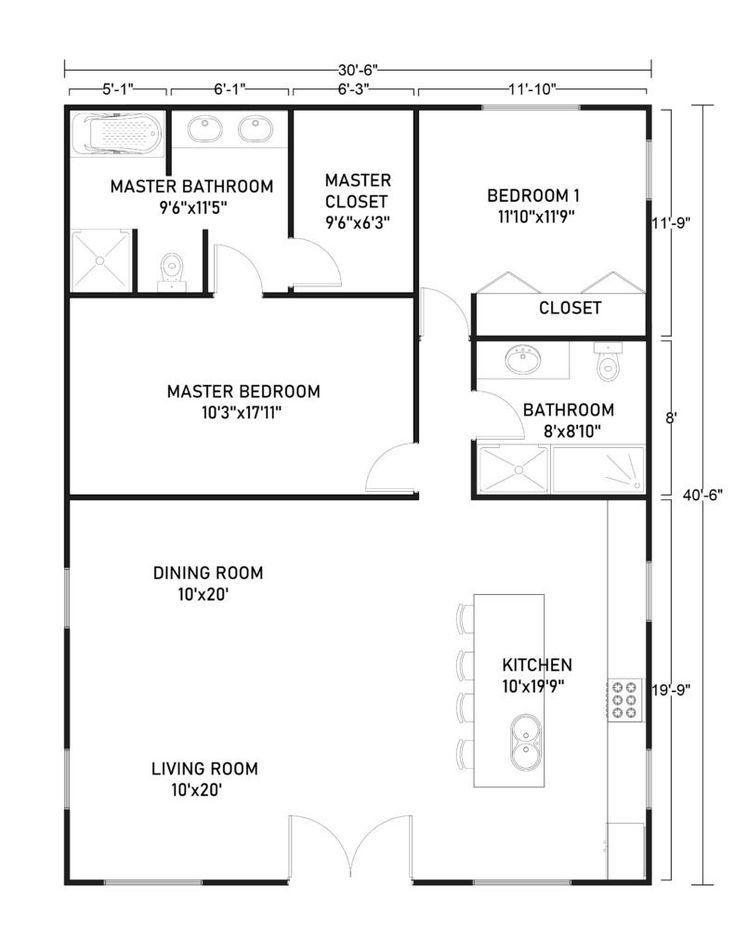 30'-6"
5'-1" 6'-1" 6'-3" 11'-10"
MASTER BATHROOM
9'6"x11'5"
MASTER
CLOSET
9'6"x6'3"
BEDROOM 1
11'10"x11'9"
11'-9"
CLOSET
MASTER BEDROOM
10'3"x17'11"
BATHROOM
8'x8'10"
8'
40'-6"
DINING ROOM
10'x20'
KITCHEN
10'x19'9"
19'-9"
LIVING ROOM
10'x20'